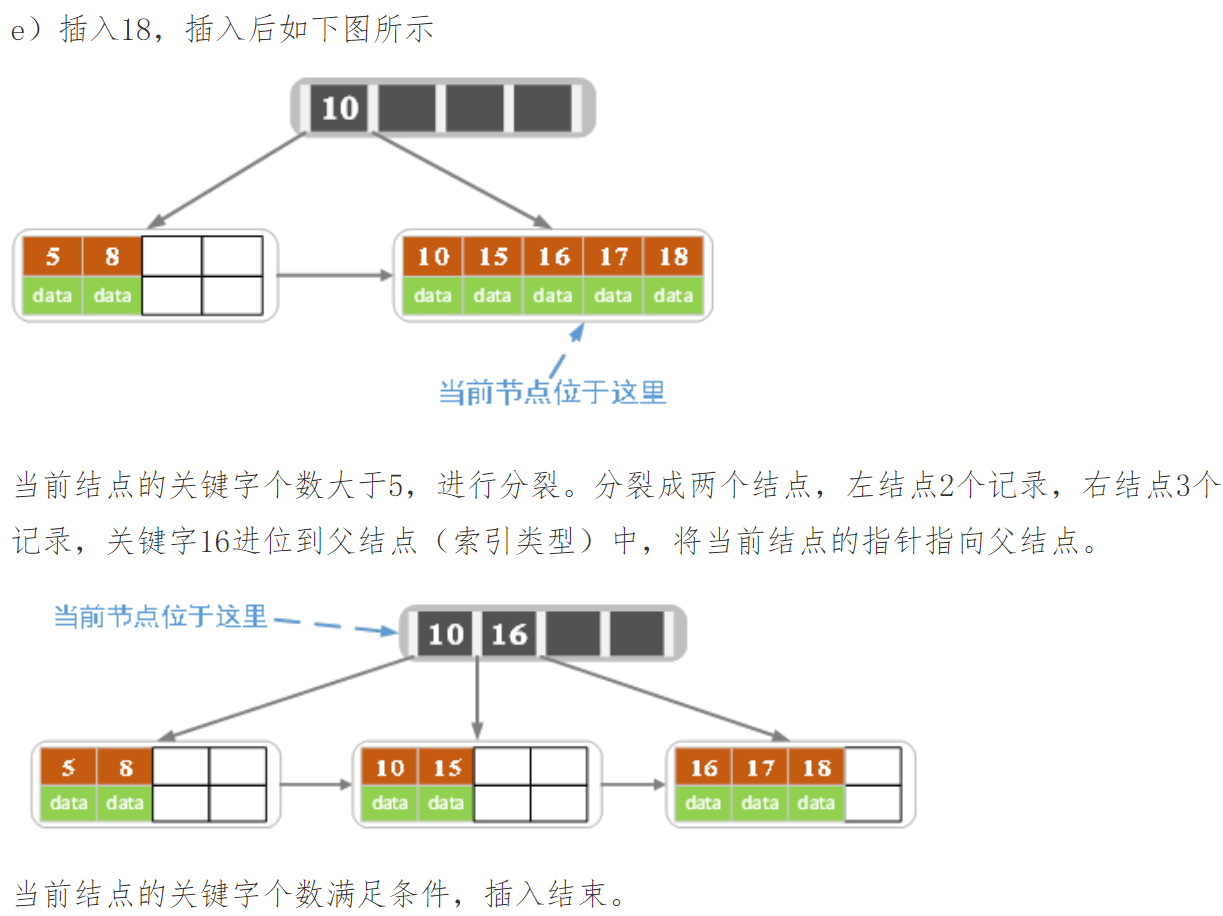 e）插入18，插入后如下图所示
10
5 8
data data
10 15 16 17 18
data data data data data
当前节点位于这里
当前结点的关键字个数大于5，进行分裂。分裂成两个结点，左结点2个记录，右结点3个
记录，关键字16进位到父结点（索引类型）中，将当前结点的指针指向父结点。
当前节点位于这里
10 16
5 8
data data
10 15
data data
16 17 18
data data data
当前结点的关键字个数满足条件，插入结束。